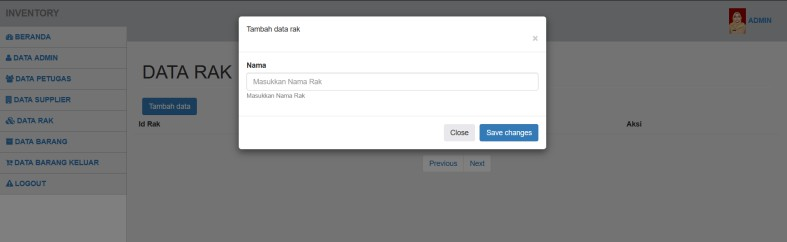 INVENTORY
ADMIN
BERANDA
DATA ADMIN
DATA PETUGAS
DATA SUPPLIER
DATA RAK
DATA BARANG
DATA BARANG KELUAR
LOGOUT
DATA RAK
Tambah data
Id Rak
Aksi
Previous Next
Tambah data rak
×
Nama
Masukkan Nama Rak
Masukkan Nama Rak
Close Save changes